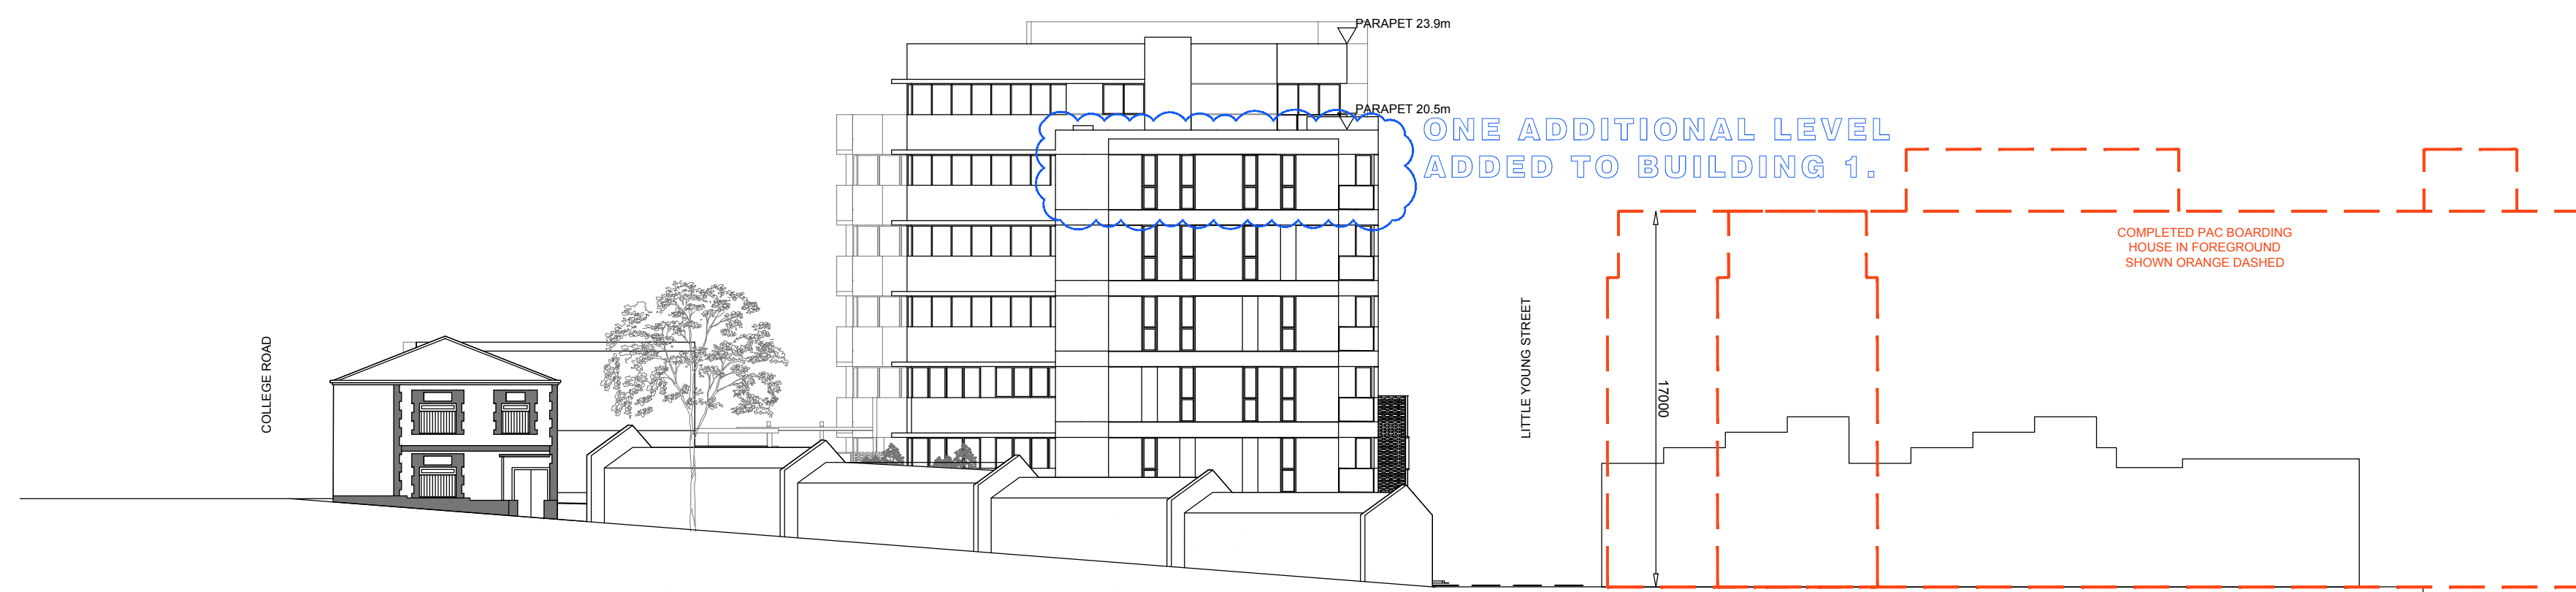 PARAPET 23.9m
PARAPET 20.5m
ONE ADDITIONAL LEVEL
ADDED TO BUILDING 1.
COMPLETED PAC BOARDING
HOUSE IN FOREGROUND
SHOWN ORANGE DASHED
COLLEGE ROAD
LITTLE YOUNG STREET
17000